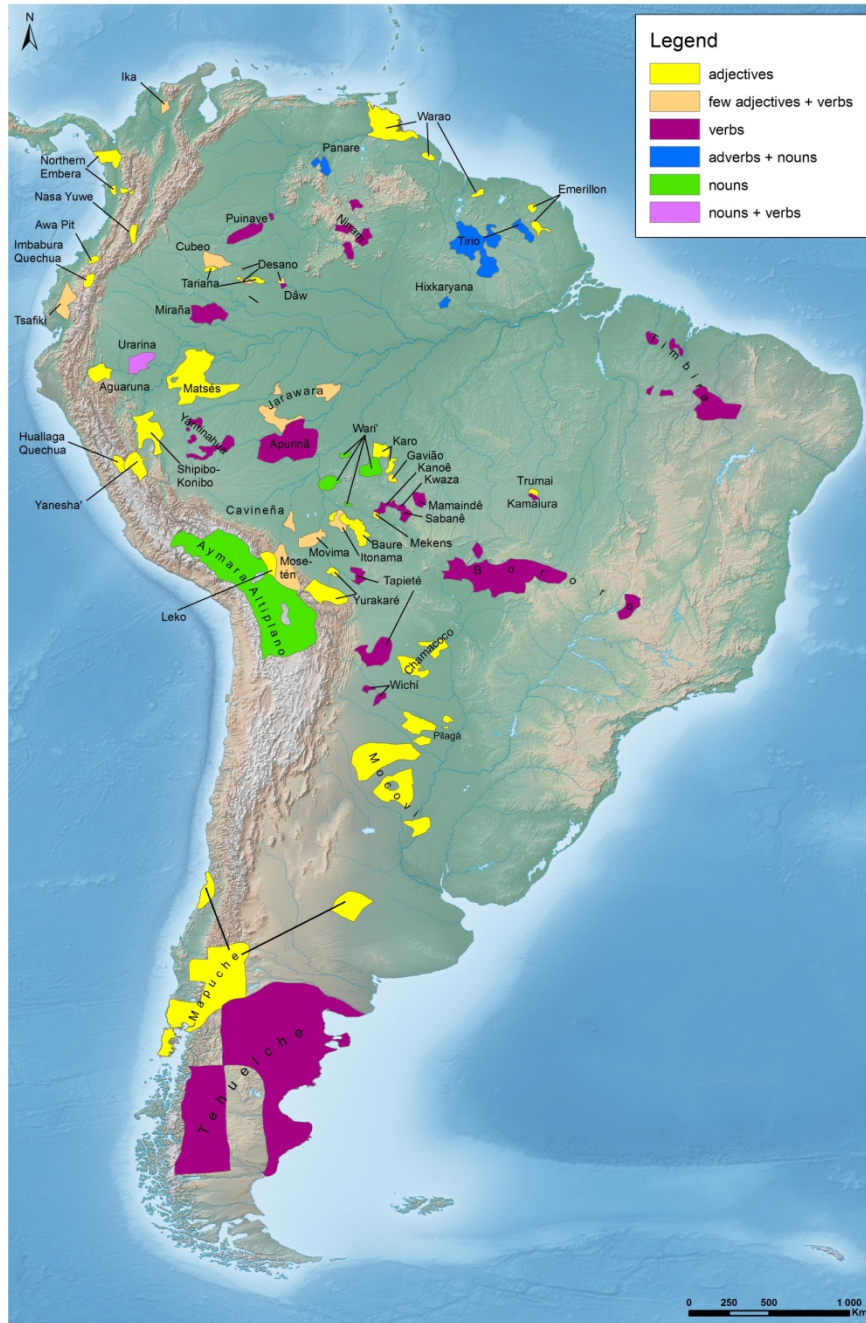 N
Legend
adjectives
few adjectives + verbs
verbs
adverbs + nouns
nouns
nouns + verbs
Ika
Warao
Panare
Northern
Embera
Emerillon
Nasa Yuwe
Puinave
Ninam
Tirio
Awa Pit
Cubeo
Imbabura
Quechua
Desano
Tariana
Hixkaryana
Dâw
Tsafiki
Miraña
Urarina
Timbira
Aguaruna
Matsés
Jarawara
Yaminahua
Wari'
Karo
Huallaga
Quechua
Apurinã
Gavião
Kanoê
Shipibo-
Konibo
Kwaza
Trumai
Kamaiura
Yanesha'
Mamaindê
Cavineña
Sabanê
Mekens
Baure
Movima
Itonama
Aymara Altiplano
Mose-
tén
Tapieté
Bororo
Leko
Yurakaré
Chamacoco
Wichí
Pilagá
Mocoví
Mapuche
Tehuelche
0 250 500 1 000
Km